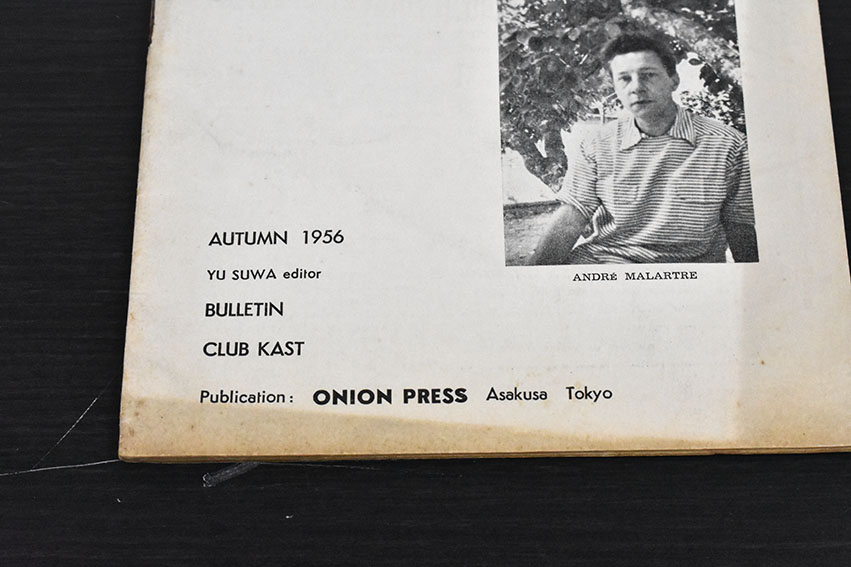 ANDRÉ MALARTRE
AUTUMN 1956
YU SUWA editor
BULLETIN
CLUB KAST
Publication: ONION PRESS Asakusa Tokyo